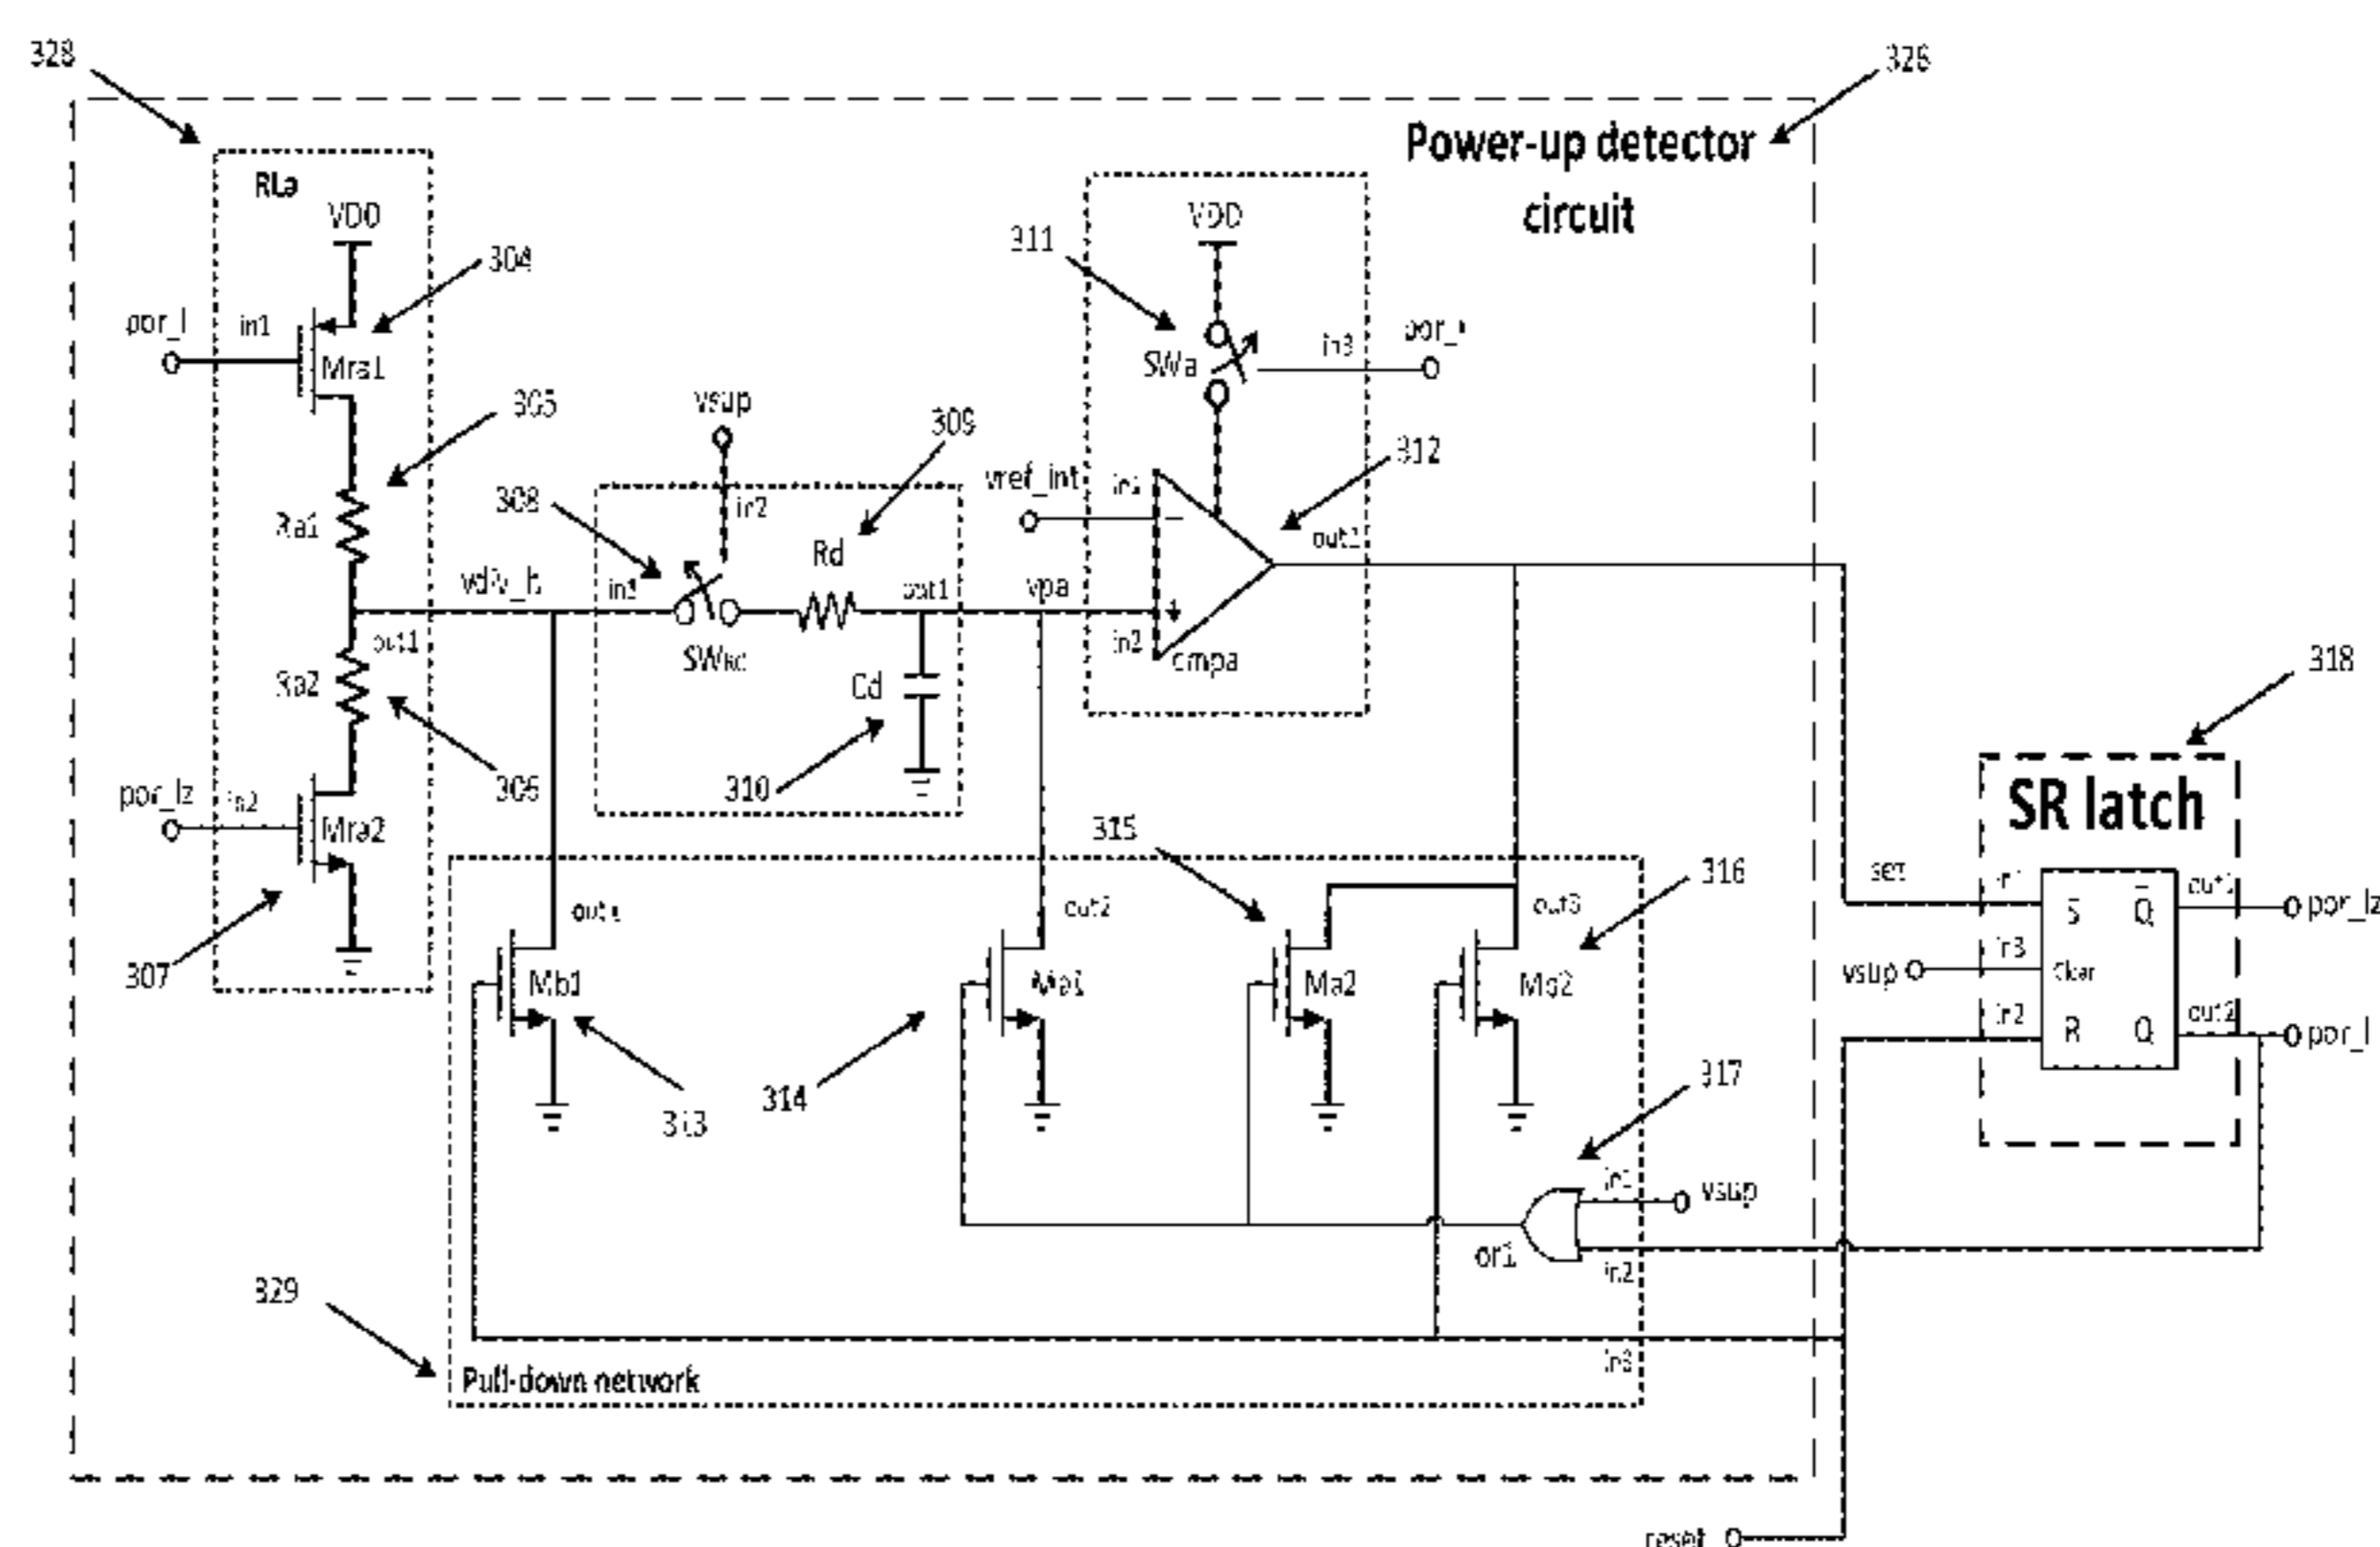 328
326
Power-up detector
circuit
RLa
VDD
304
por_l
in1
Mra1
305
Ra1
vdiv_h
out1
Ra2
306
por_lz
in2
Mra2
307
vsup
309
308
in2
in1
Rd
out1
SWRd
Cd
310
311
VDD
SWa
in3
312
vref_int
in1
out1
vpa
in2
cmpa
318
SR latch
set
in1
S
Q
out1
por_lz
vsup
in3
Clear
in2
R
Q
out2
por_l
315
316
out2
out3
Mb1
Ma1
Ma2
Mb2
313
314
317
in1
vsup
or1
in2
329
in3
Pull-down network
reset